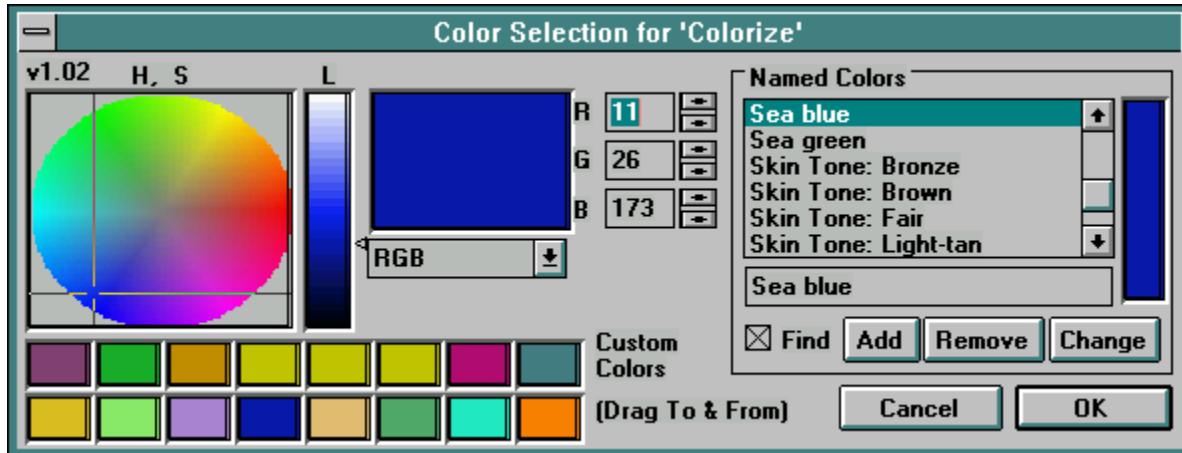 Color Selection for 'Colorize'
v1.02 H, S L
R 11
G 26
B 173
RGB
Named Colors
Sea blue
Sea green
Skin Tone: Bronze
Skin Tone: Brown
Skin Tone: Fair
Skin Tone: Light-tan
Sea blue
Find Add Remove Change
Custom
Colors
(Drag To & From)
Cancel OK